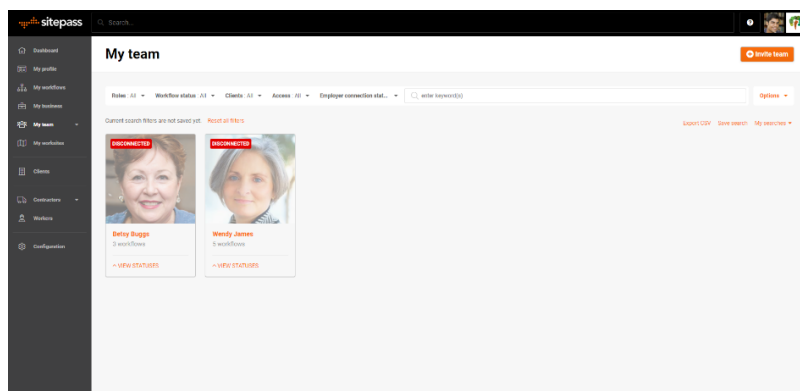 sitepass
Search...
Dashboard
My profile
My workflows
My business
My team
My worksites
Clients
Contractors
Workers
Configuration
My team
Invite team
Roles: All Workflow status: All Clients: All Access: All Employer connection stat... enter keyword(s) Options
Current search filters are not saved yet. Reset all filters
Export CSV Save search My searches
DISCONNECTED
Betsy Buggs
3 workflows
VIEW STATUSES
DISCONNECTED
Wendy James
workflows
VIEW STATUSES